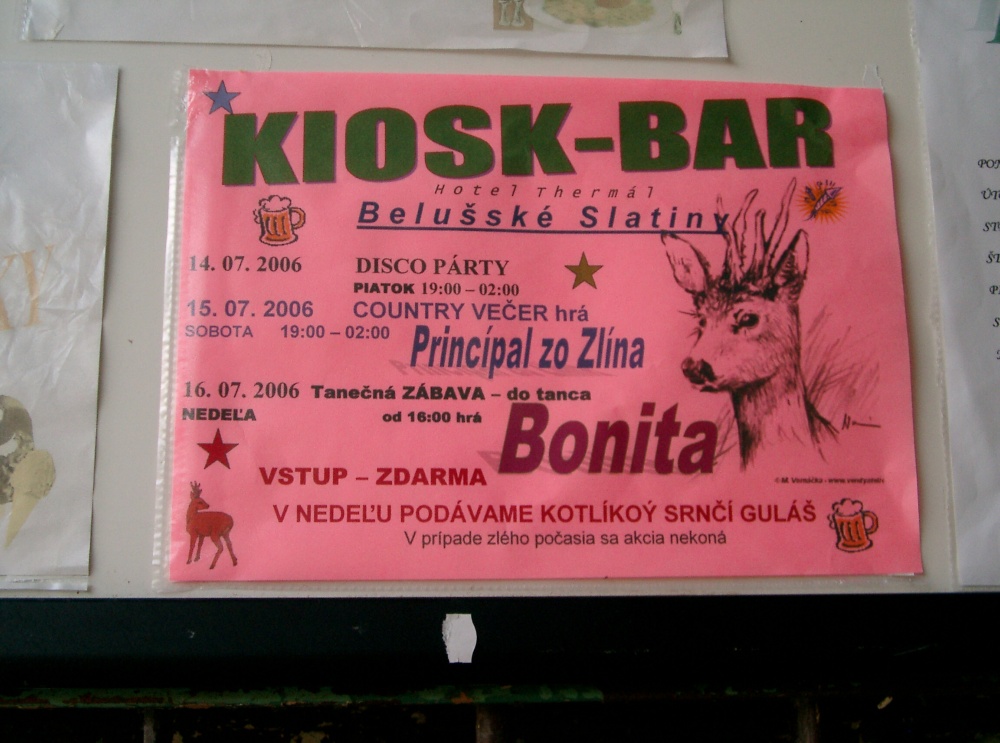 KIOSK-BAR
Hotel Thermál
Belušské Slatiny
14. 07. 2006 DISCO PÁRTY
PIATOK 19:00 – 02:00
15. 07. 2006 COUNTRY VEČER hrá
SOBOTA 19:00 – 02:00 Princípal zo Zlína
16. 07. 2006 Tanečná ZÁBAVA – do tanca
NEDEĽA od 16:00 hrá
Bonita
VSTUP – ZDARMA
V NEDEĽU PODÁVAME KOTLÍKOÝ SRNČÍ GULÁŠ
V prípade zlého počasia sa akcia nekoná